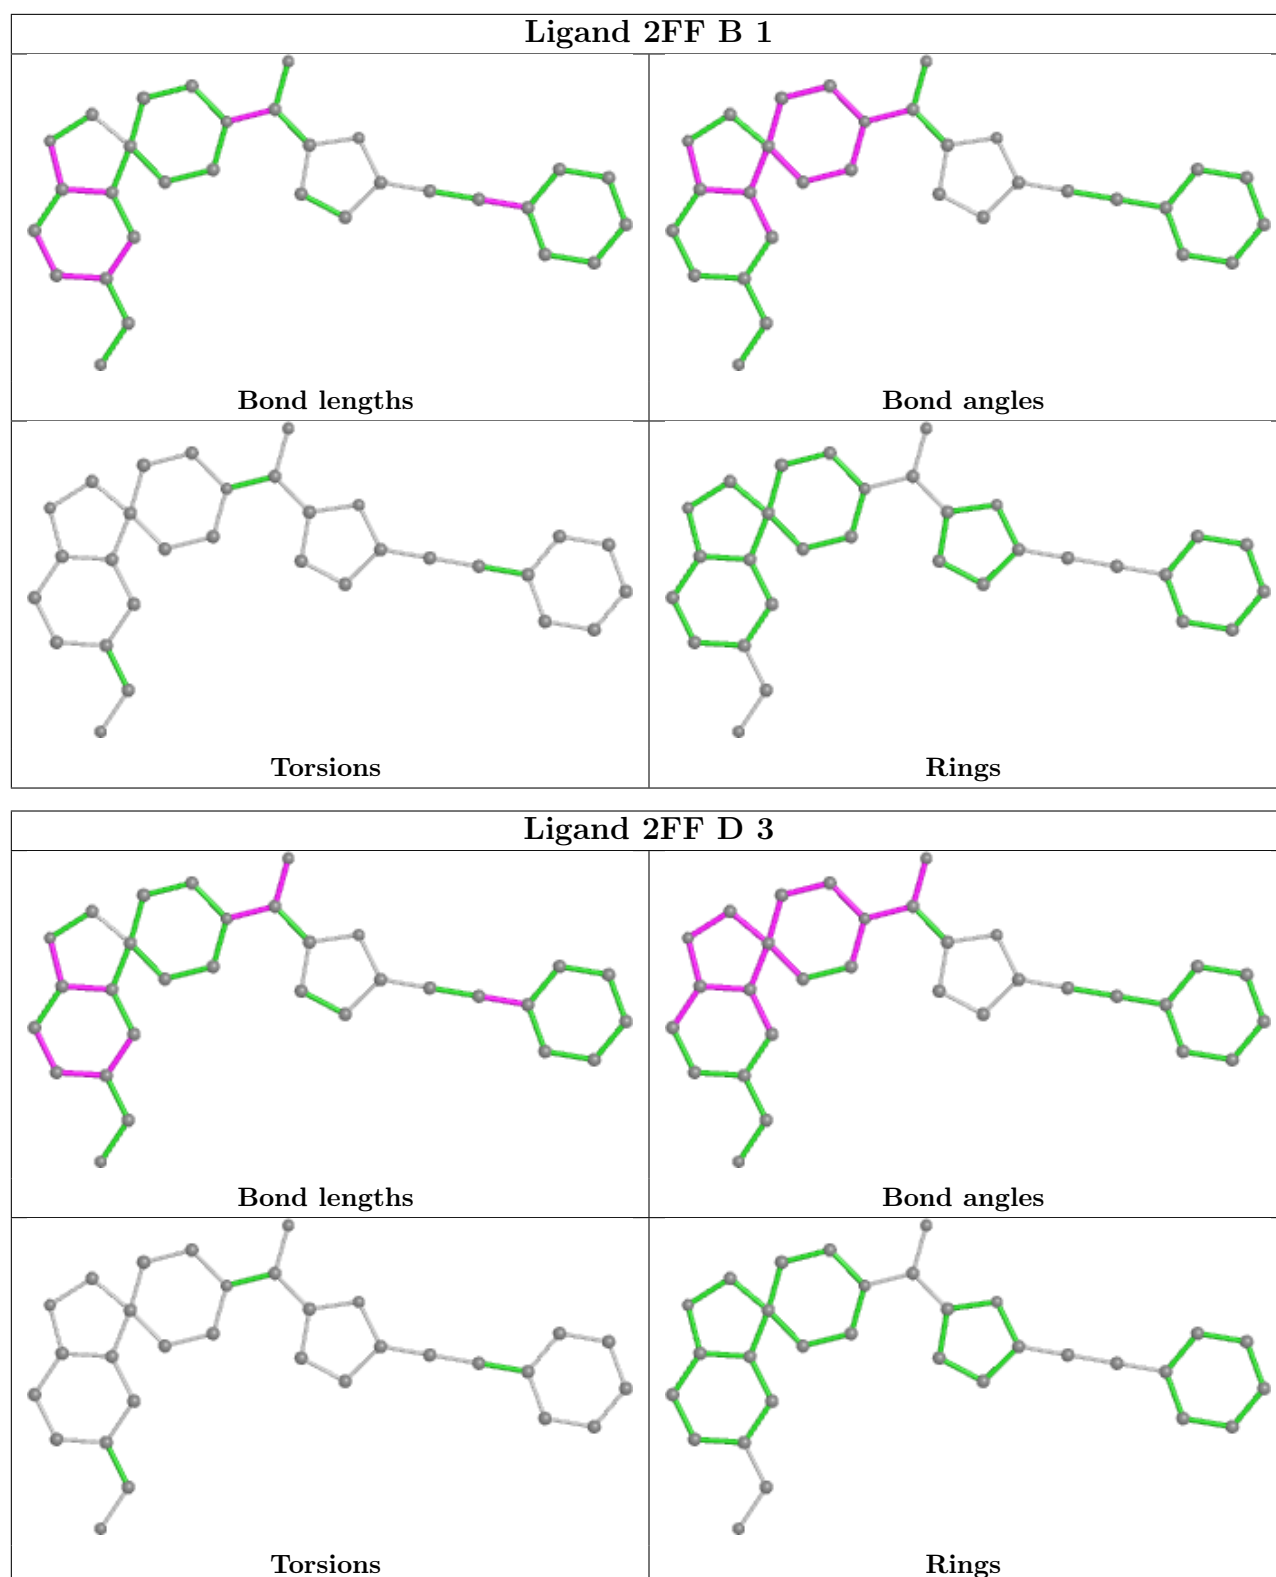 Ligand 2FF B 1
Bond lengths
Bond angles
Torsions
Rings
Ligand 2FF D 3
Bond lengths
Bond angles
Torsions
Rings